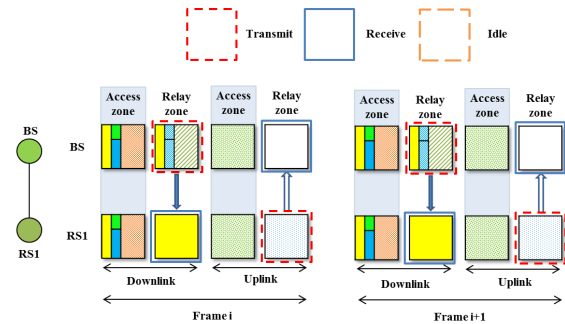 Transmit
Receive
Idle
Access zone
Relay zone
Access zone
Relay zone
Access zone
Relay zone
Access zone
Relay zone
BS
BS
RS1
RS1
Downlink
Uplink
Downlink
Uplink
Frame i
Frame i+1